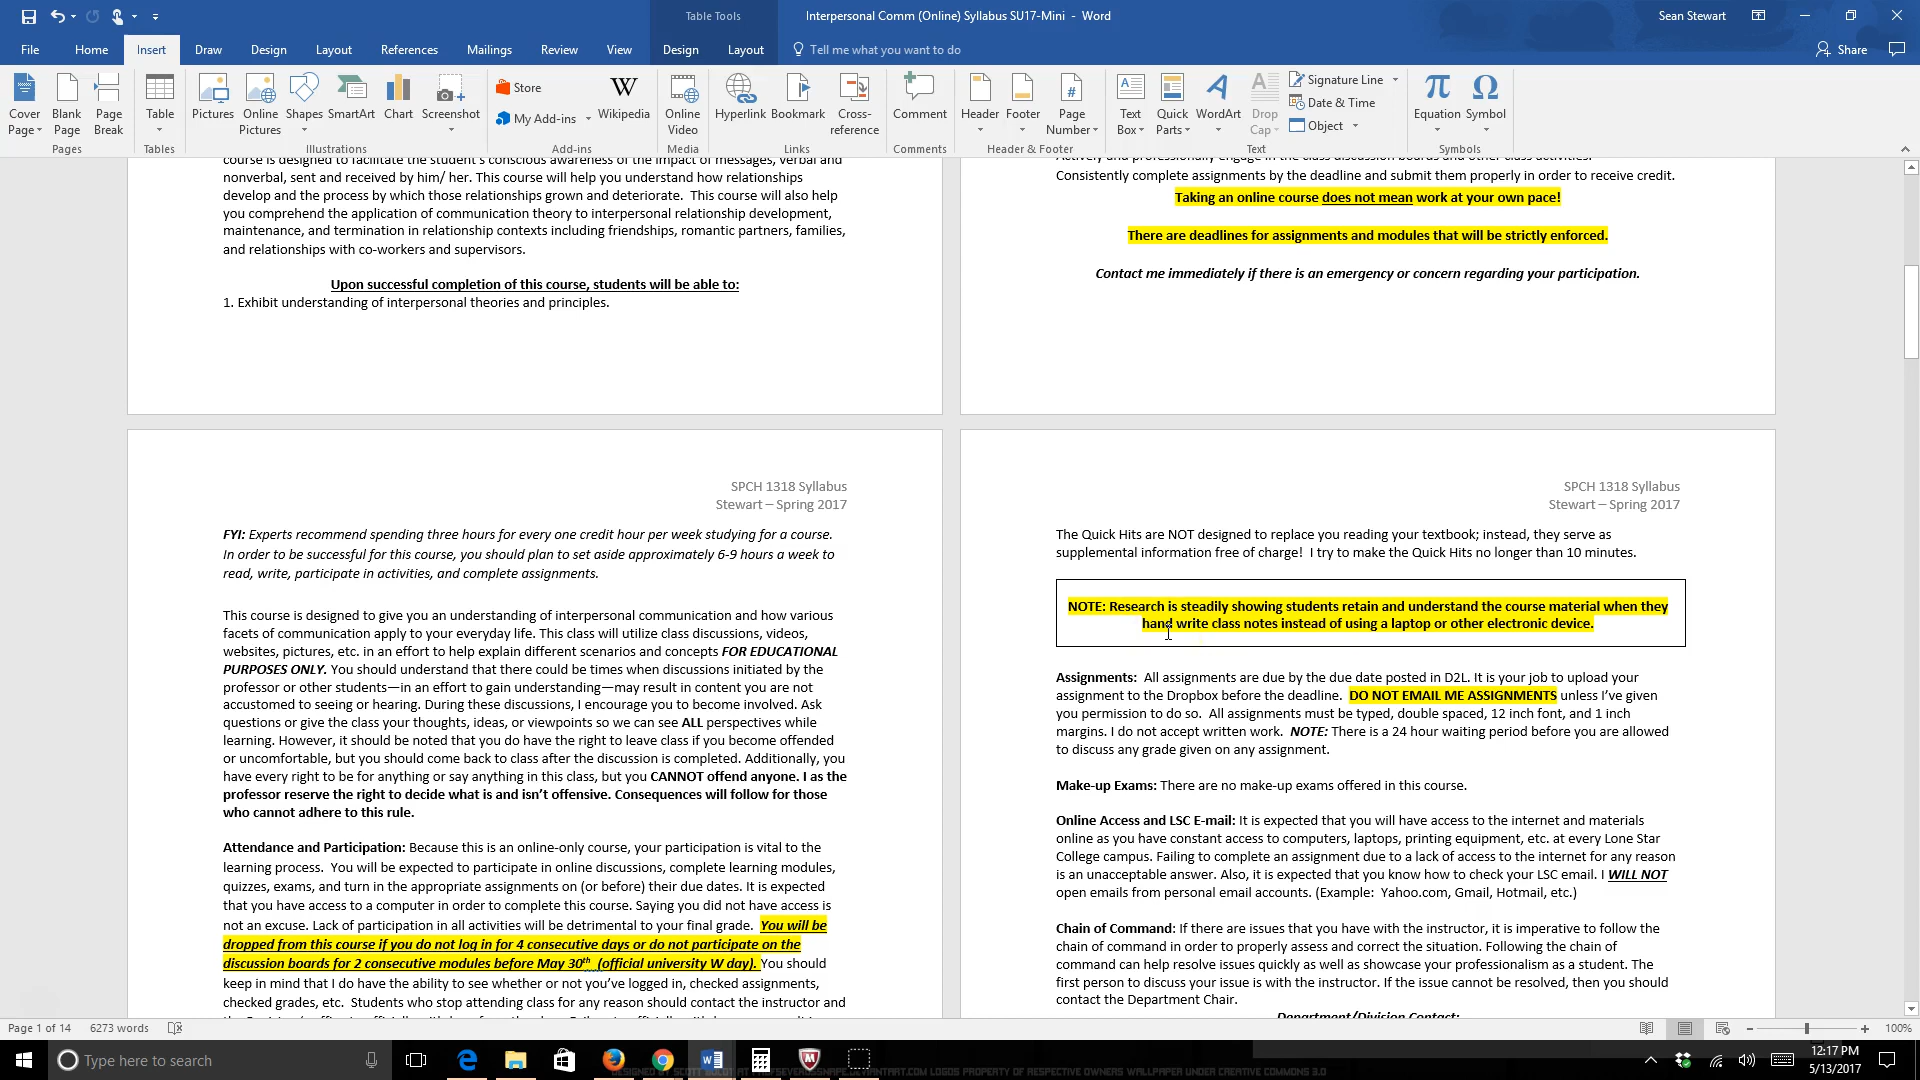 Table Tools
Interpersonal Comm (Online) Syllabus SU17-Mini - Word
Sean Stewart
File Home Insert Draw Design Layout References Mailings Review View Design Layout Tell me what you want to do Share
Cover Page
Blank Page
Page Break
Table
Pictures
Online Pictures
Shapes
SmartArt
Chart
Screenshot
Store
My Add-ins
Wikipedia
Online Video
Hyperlink
Bookmark
Cross-reference
Comment
Header
Footer
Page Number
Text Box
Quick Parts
WordArt
Drop Cap
Signature Line
Date & Time
Object
Equation
Symbol
Pages Tables Illustrations Add-ins Media Links Comments Header & Footer Text Symbols
course is designed to facilitate the student's conscious awareness of the impact of messages, verbal and
nonverbal, sent and received by him/ her. This course will help you understand how relationships
develop and the process by which those relationships grown and deteriorate. This course will also help
you comprehend the application of communication theory to interpersonal relationship development,
maintenance, and termination in relationship contexts including friendships, romantic partners, families,
and relationships with co-workers and supervisors.
Upon successful completion of this course, students will be able to:
1. Exhibit understanding of interpersonal theories and principles.
Actively and professionally engage in the class discussion boards and other class activities.
Consistently complete assignments by the deadline and submit them properly in order to receive credit.
Taking an online course does not mean work at your own pace!
There are deadlines for assignments and modules that will be strictly enforced.
Contact me immediately if there is an emergency or concern regarding your participation.
SPCH 1318 Syllabus
Stewart – Spring 2017
FYI: Experts recommend spending three hours for every one credit hour per week studying for a course.
In order to be successful for this course, you should plan to set aside approximately 6-9 hours a week to
read, write, participate in activities, and complete assignments.
This course is designed to give you an understanding of interpersonal communication and how various
facets of communication apply to your everyday life. This class will utilize class discussions, videos,
websites, pictures, etc. in an effort to help explain different scenarios and concepts FOR EDUCATIONAL
PURPOSES ONLY. You should understand that there could be times when discussions initiated by the
professor or other students—in an effort to gain understanding—may result in content you are not
accustomed to seeing or hearing. During these discussions, I encourage you to become involved. Ask
questions or give the class your thoughts, ideas, or viewpoints so we can see ALL perspectives while
learning. However, it should be noted that you do have the right to leave class if you become offended
or uncomfortable, but you should come back to class after the discussion is completed. Additionally, you
have every right to be for anything or say anything in this class, but you CANNOT offend anyone. I as the
professor reserve the right to decide what is and isn't offensive. Consequences will follow for those
who cannot adhere to this rule.
Attendance and Participation: Because this is an online-only course, your participation is vital to the
learning process. You will be expected to participate in online discussions, complete learning modules,
quizzes, exams, and turn in the appropriate assignments on (or before) their due dates. It is expected
that you have access to a computer in order to complete this course. Saying you did not have access is
not an excuse. Lack of participation in all activities will be detrimental to your final grade. You will be
dropped from this course if you do not log in for 4 consecutive days or do not participate on the
discussion boards for 2 consecutive modules before May 30th (official university W day). You should
keep in mind that I do have the ability to see whether or not you've logged in, checked assignments,
checked grades, etc. Students who stop attending class for any reason should contact the instructor and
SPCH 1318 Syllabus
Stewart – Spring 2017
The Quick Hits are NOT designed to replace you reading your textbook; instead, they serve as
supplemental information free of charge! I try to make the Quick Hits no longer than 10 minutes.
NOTE: Research is steadily showing students retain and understand the course material when they
hand write class notes instead of using a laptop or other electronic device.
Assignments: All assignments are due by the due date posted in D2L. It is your job to upload your
assignment to the Dropbox before the deadline. DO NOT EMAIL ME ASSIGNMENTS unless I've given
you permission to do so. All assignments must be typed, double spaced, 12 inch font, and 1 inch
margins. I do not accept written work. NOTE: There is a 24 hour waiting period before you are allowed
to discuss any grade given on any assignment.
Make-up Exams: There are no make-up exams offered in this course.
Online Access and LSC E-mail: It is expected that you will have access to the internet and materials
online as you have constant access to computers, laptops, printing equipment, etc. at every Lone Star
College campus. Failing to complete an assignment due to a lack of access to the internet for any reason
is an unacceptable answer. Also, it is expected that you know how to check your LSC email. I WILL NOT
open emails from personal email accounts. (Example: Yahoo.com, Gmail, Hotmail, etc.)
Chain of Command: If there are issues that you have with the instructor, it is imperative to follow the
chain of command in order to properly assess and correct the situation. Following the chain of
command can help resolve issues quickly as well as showcase your professionalism as a student. The
first person to discuss your issue is with the instructor. If the issue cannot be resolved, then you should
contact the Department Chair.
Department/Division Contact:
Page 1 of 14 6273 words 100%
Type here to search
12:17 PM
5/13/2017